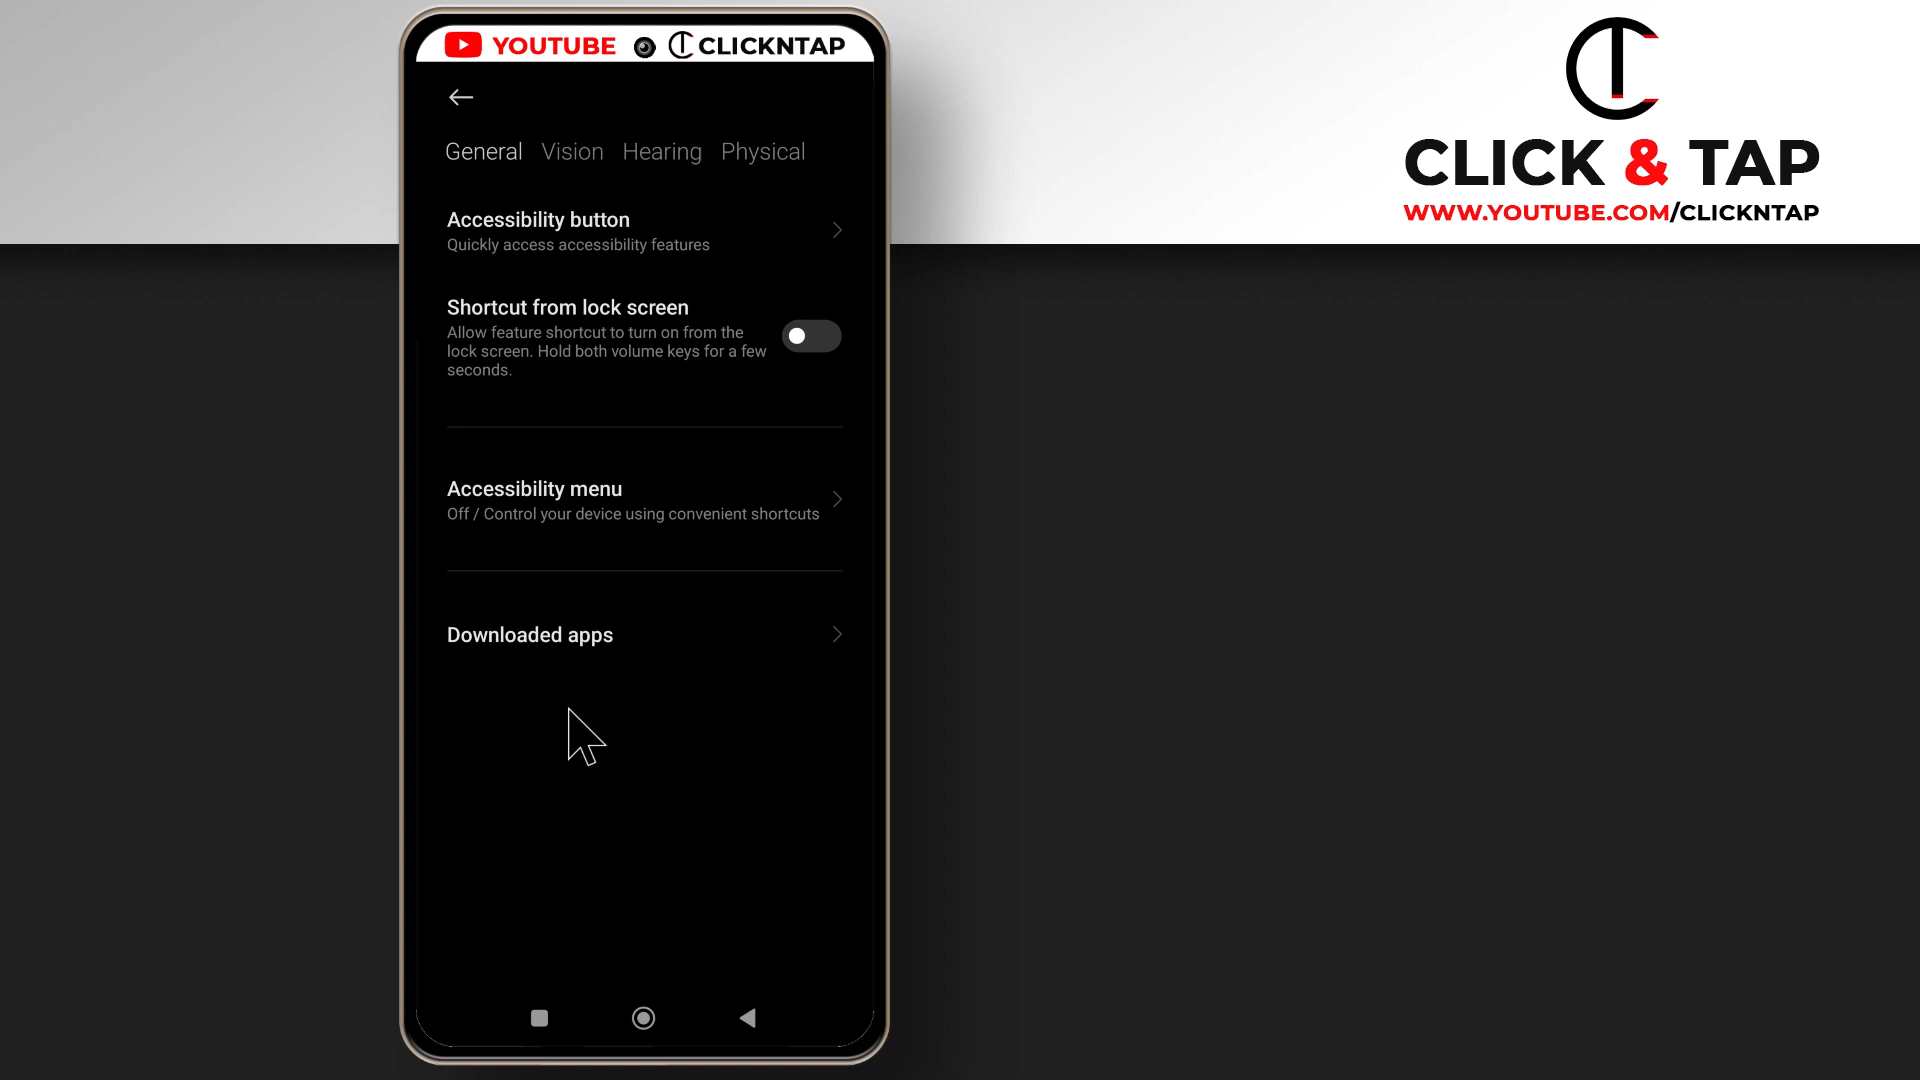 YOUTUBE CLICKNTAP
General Vision Hearing Physical
Accessibility button
Quickly access accessibility features
Shortcut from lock screen
Allow feature shortcut to turn on from the
lock screen. Hold both volume keys for a few
seconds.
Accessibility menu
Off / Control your device using convenient shortcuts
Downloaded apps
CLICK & TAP
WWW.YOUTUBE.COM/CLICKNTAP